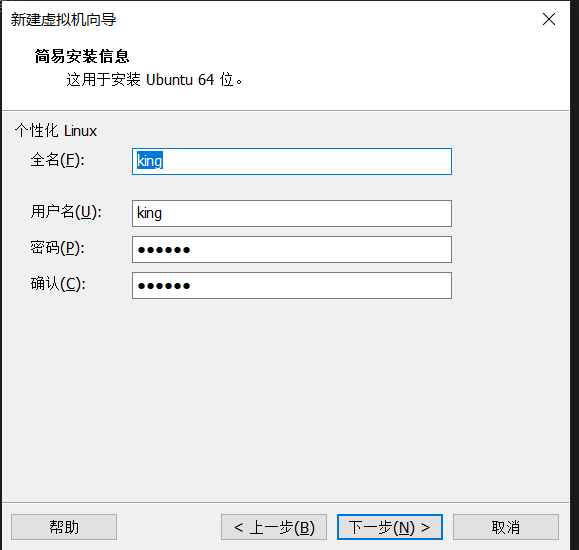 新建虚拟机向导
简易安装信息
这用于安装 Ubuntu 64 位。
个性化 Linux
全名(F): king
用户名(U): king
密码(P): ●●●●●●
确认(C): ●●●●●●
帮助 < 上一步(B) 下一步(N) > 取消